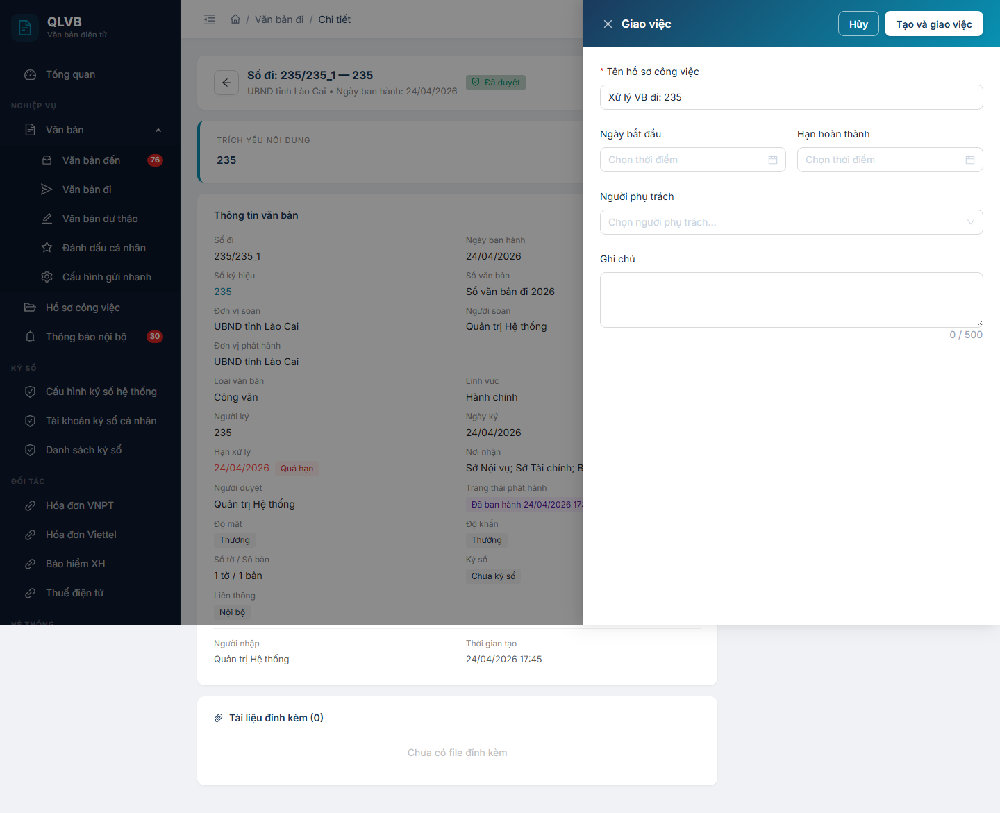 QLVB
Văn bản điện tử
Tổng quan
NGHIỆP VỤ
Văn bản
Văn bản đến 76
Văn bản đi
Văn bản dự thảo
Đánh dấu cá nhân
Cấu hình gửi nhanh
Hồ sơ công việc
Thông báo nội bộ 30
KÝ SỐ
Cấu hình ký số hệ thống
Tài khoản ký số cá nhân
Danh sách ký số
ĐỐI TÁC
Hóa đơn VNPT
Hóa đơn Viettel
Bảo hiểm XH
Thuế điện tử
HỆ THỐNG
/ Văn bản đi / Chi tiết
Số đi: 235/235_1 — 235
UBND tỉnh Lào Cai • Ngày ban hành: 24/04/2026
Đã duyệt
TRÍCH YẾU NỘI DUNG
235
Thông tin văn bản
Số đi
235/235_1
Ngày ban hành
24/04/2026
Số ký hiệu
235
Sổ văn bản
Sổ văn bản đi 2026
Đơn vị soạn
UBND tỉnh Lào Cai
Người soạn
Quản trị Hệ thống
Đơn vị phát hành
UBND tỉnh Lào Cai
Loại văn bản
Công văn
Lĩnh vực
Hành chính
Người ký
235
Ngày ký
24/04/2026
Hạn xử lý
24/04/2026 Quá hạn
Nơi nhận
Sở Nội vụ; Sở Tài chính; B
Người duyệt
Quản trị Hệ thống
Trạng thái phát hành
Đã ban hành 24/04/2026 17:
Độ mật
Thường
Độ khẩn
Thường
Số tờ / Số bản
1 tờ / 1 bản
Ký số
Chưa ký số
Liên thông
Nội bộ
Người nhập
Quản trị Hệ thống
Thời gian tạo
24/04/2026 17:45
Tài liệu đính kèm (0)
Chưa có file đính kèm
Giao việc
Hủy
Tạo và giao việc
* Tên hồ sơ công việc
Xử lý VB đi: 235
Ngày bắt đầu
Chọn thời điểm
Hạn hoàn thành
Chọn thời điểm
Người phụ trách
Chọn người phụ trách...
Ghi chú
0 / 500